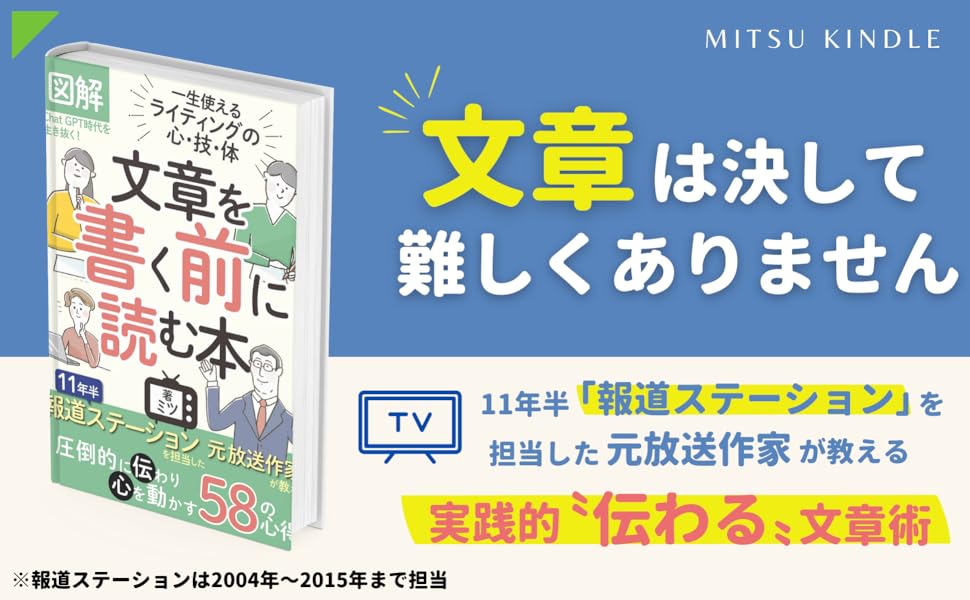 MITSU KINDLE
文章は決して
難しくありません
TV
11年半「報道ステーション」を
担当した元放送作家が教える
実践的〝伝わる〟文章術
図解
Chat GPT時代を
生き抜く!
一生使える
ライティングの
心・技・体
文章を
書く前に
読む本
著
ミツ
11年半
報道ステーション
を担当した
元放送作家
が教え
圧倒的に伝わり
心を動かす58の心得
※報道ステーションは2004年～2015年まで担当